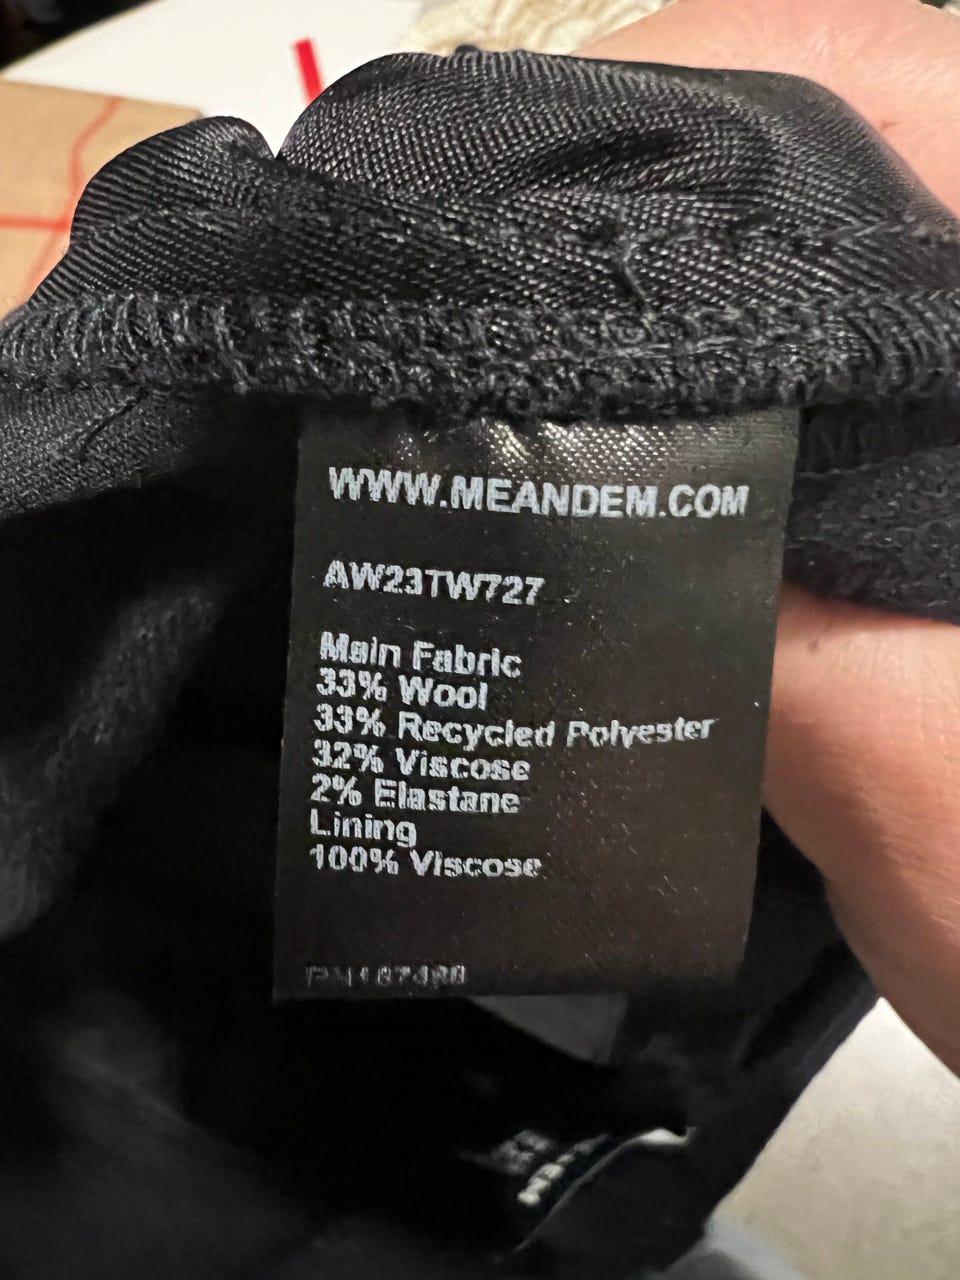 WWW.MEANDEM.COM
AW23TW727
Main Fabric
33% Wool
33% Recycled Polyester
32% Viscose
2% Elastane
Lining
100% Viscose